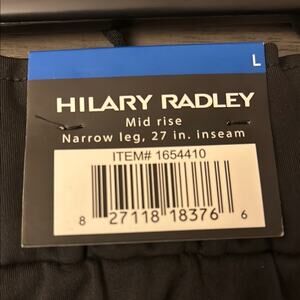 L
HILARY RADLEY
Mid rise
Narrow leg, 27 in. inseam
ITEM# 1654410
8 27118 18376 6